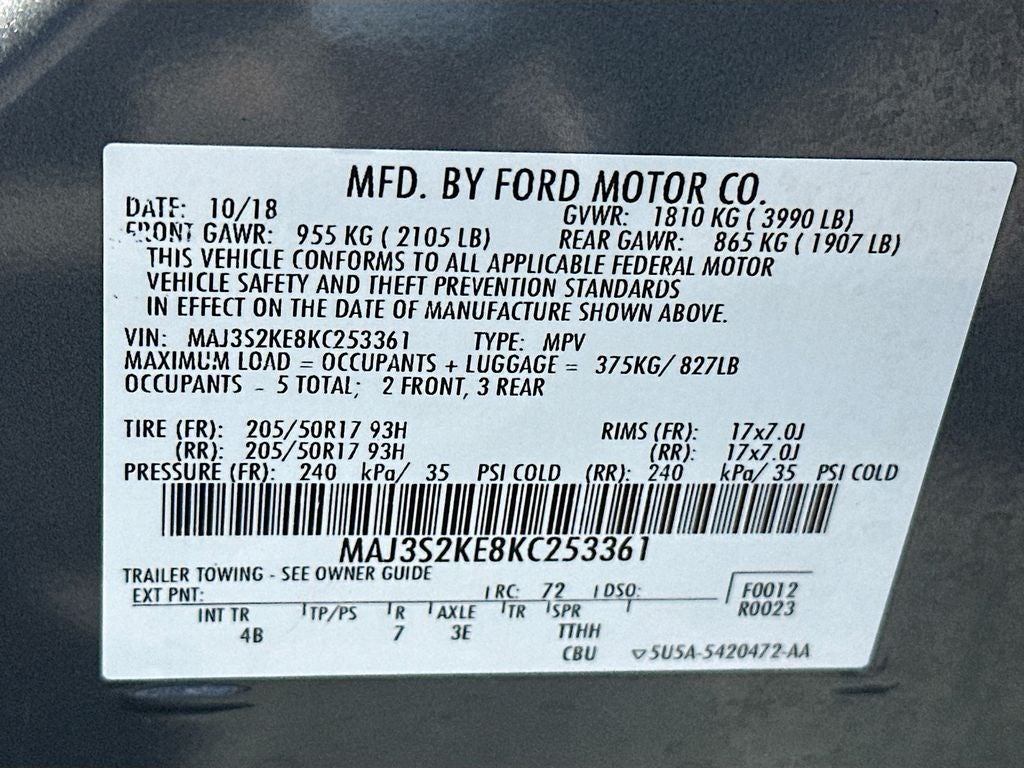 MFD. BY FORD MOTOR CO.
DATE: 10/18 GVWR: 1810 KG ( 3990 LB)
FRONT GAWR: 955 KG ( 2105 LB) REAR GAWR: 865 KG ( 1907 LB)
THIS VEHICLE CONFORMS TO ALL APPLICABLE FEDERAL MOTOR
VEHICLE SAFETY AND THEFT PREVENTION STANDARDS
IN EFFECT ON THE DATE OF MANUFACTURE SHOWN ABOVE.
VIN: MAJ3S2KE8KC253361 TYPE: MPV
MAXIMUM LOAD = OCCUPANTS + LUGGAGE = 375KG/ 827LB
OCCUPANTS - 5 TOTAL; 2 FRONT, 3 REAR
TIRE (FR): 205/50R17 93H RIMS (FR): 17x7.0J
(RR): 205/50R17 93H (RR): 17x7.0J
PRESSURE (FR): 240 kPa/ 35 PSI COLD (RR): 240 kPa/ 35 PSI COLD
MAJ3S2KE8KC253361
TRAILER TOWING - SEE OWNER GUIDE
EXT PNT: RC: 72 DSO: F0012
R0023
INT TR TP/PS R AXLE TR SPR
4B 7 3E TTHH
CBU ▽5U5A-5420472-AA